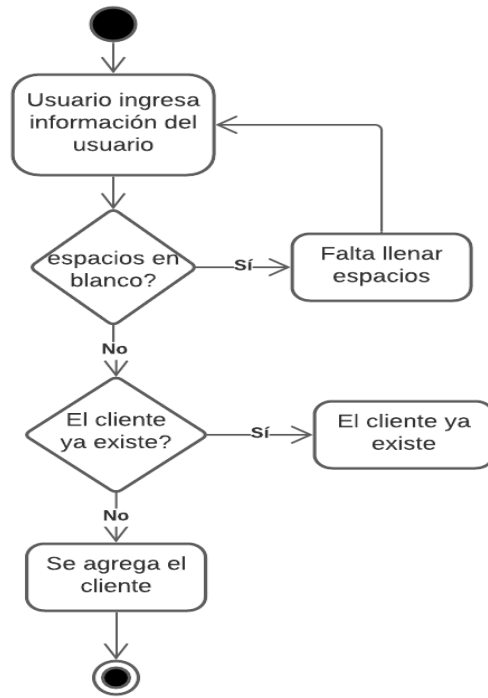 Usuario ingresa
información del
usuario
espacios en
blanco?
Sí
Falta llenar
espacios
No
El cliente
ya existe?
Sí
El cliente ya
existe
No
Se agrega el
cliente